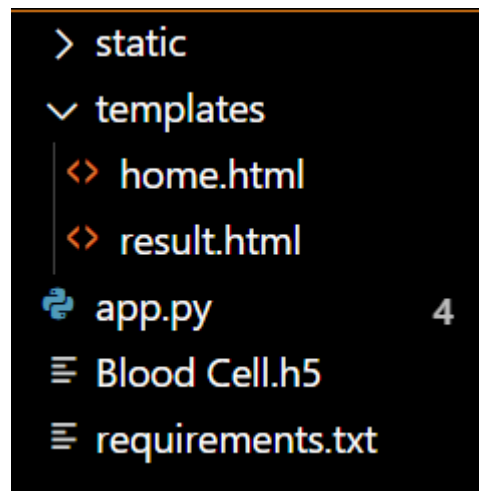 static
templates
home.html
result.html
app.py 4
Blood Cell.h5
requirements.txt